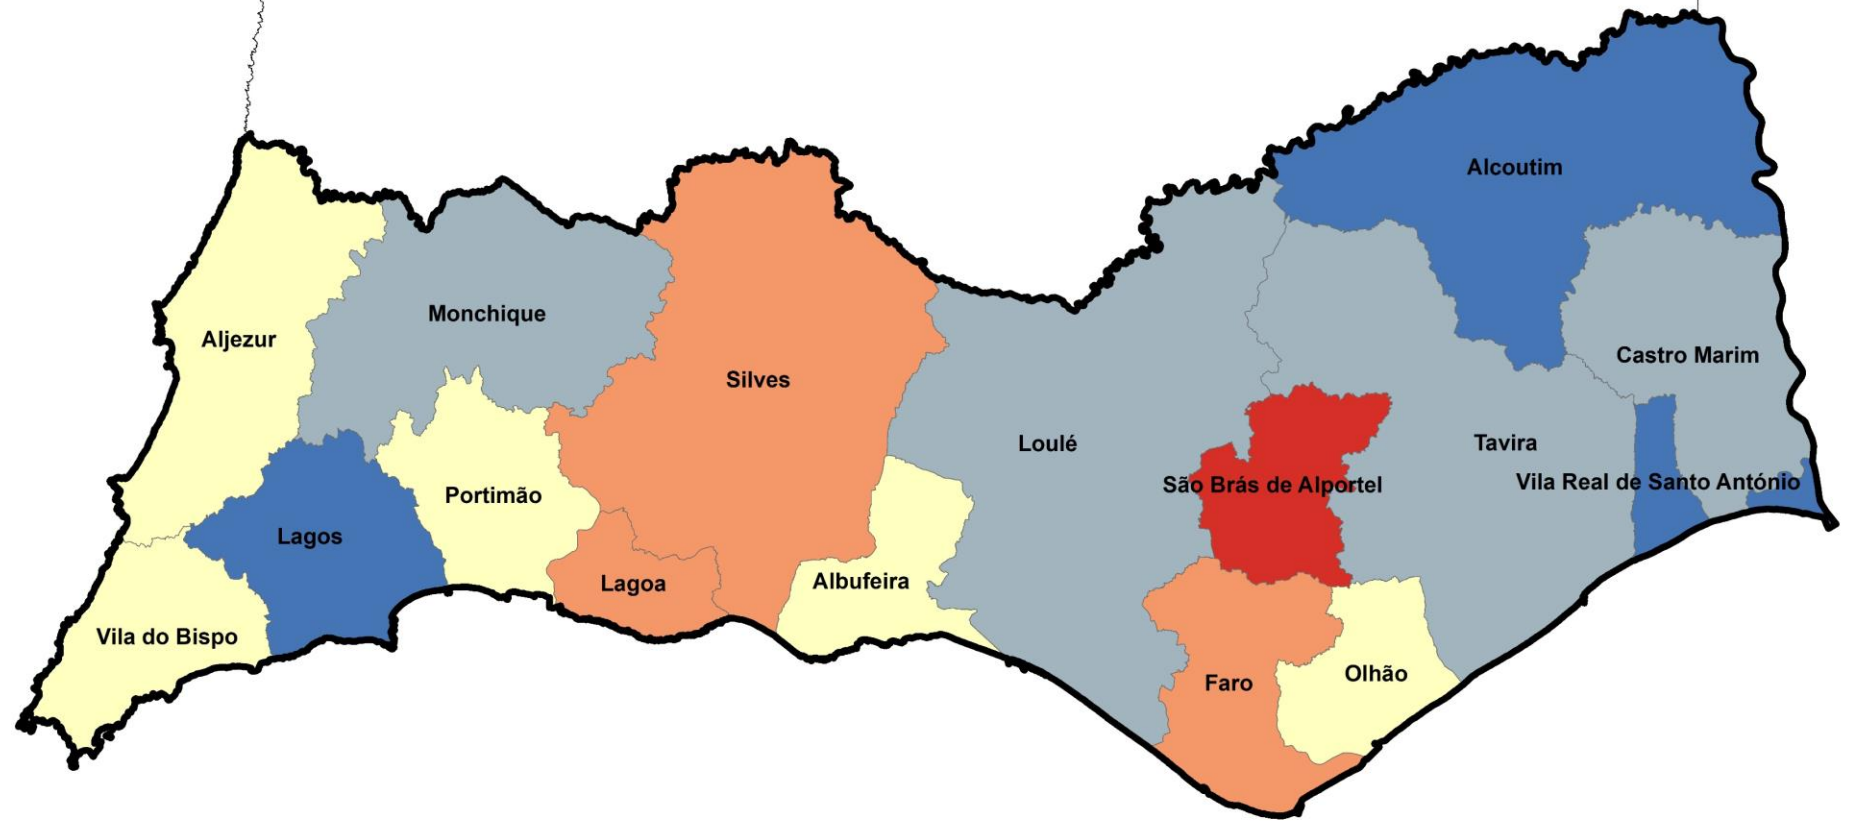 Alcoutim
Monchique
Aljezur
Castro Marim
Silves
Loulé
Tavira
Vila Real de Santo António
São Brás de Alportel
Portimão
Lagos
Albufeira
Lagoa
Vila do Bispo
Olhão
Faro